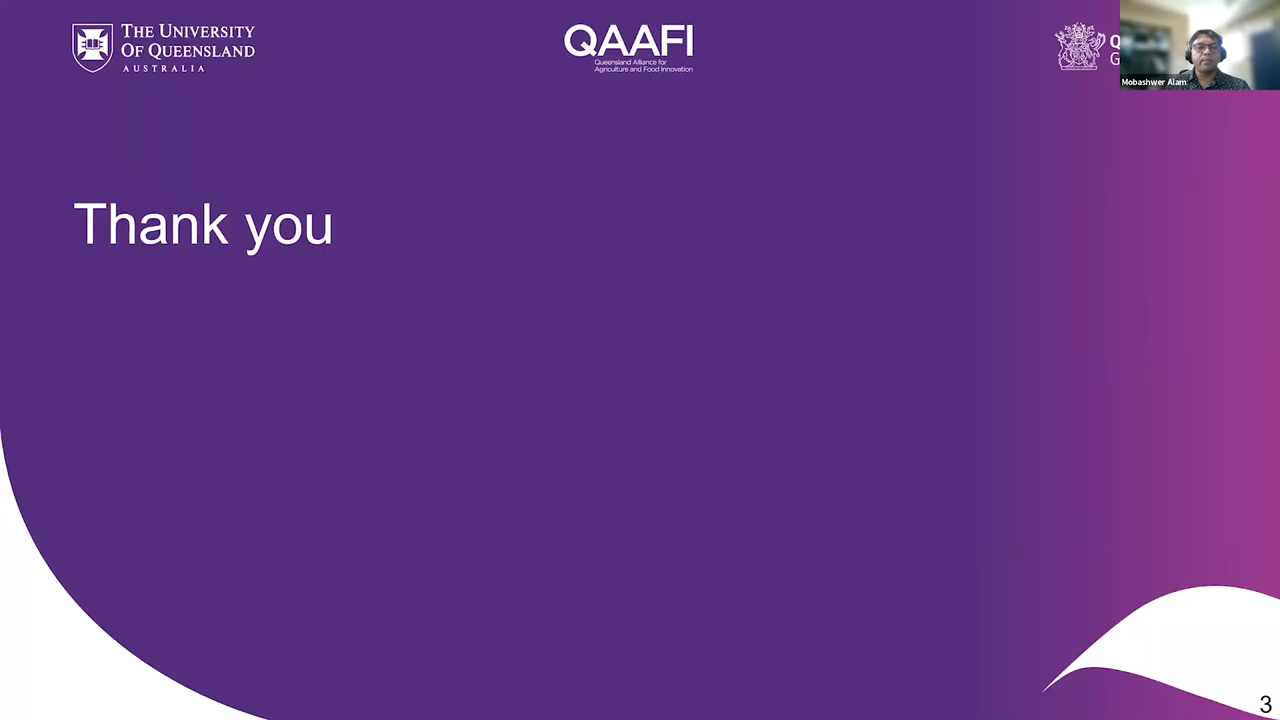 THE UNIVERSITY
OF QUEENSLAND
AUSTRALIA
QAAFI
Queensland Alliance for
Agriculture and Food Innovation
Mobashwer Alam
Thank you
3